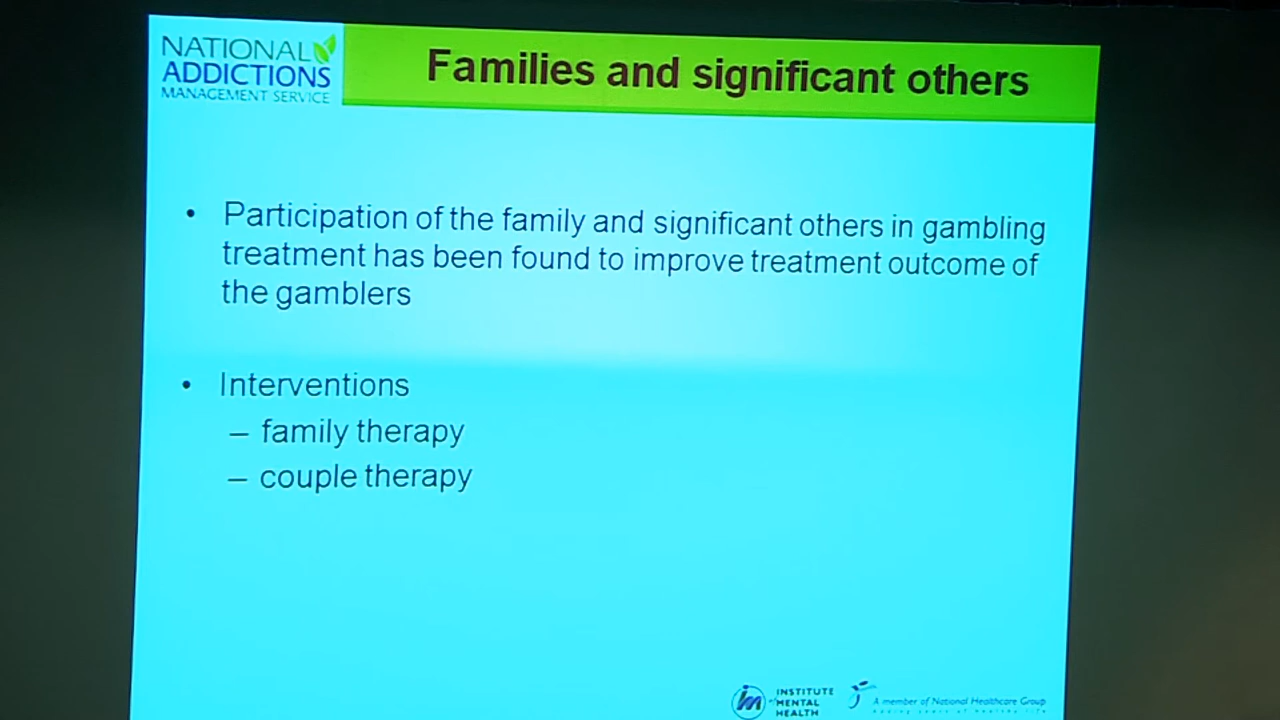 NATIONAL
ADDICTIONS
MANAGEMENT SERVICE
Families and significant others
• Participation of the family and significant others in gambling
treatment has been found to improve treatment outcome of
the gamblers
• Interventions
– family therapy
– couple therapy
INSTITUTE
of MENTAL
HEALTH
A member of National Healthcare Group